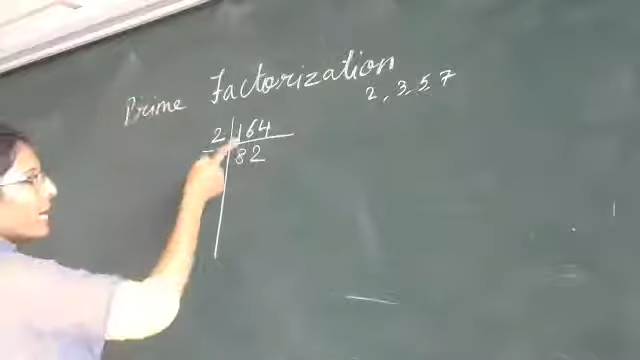 Prime Factorization
2, 3, 5, 7
2 | 164
82